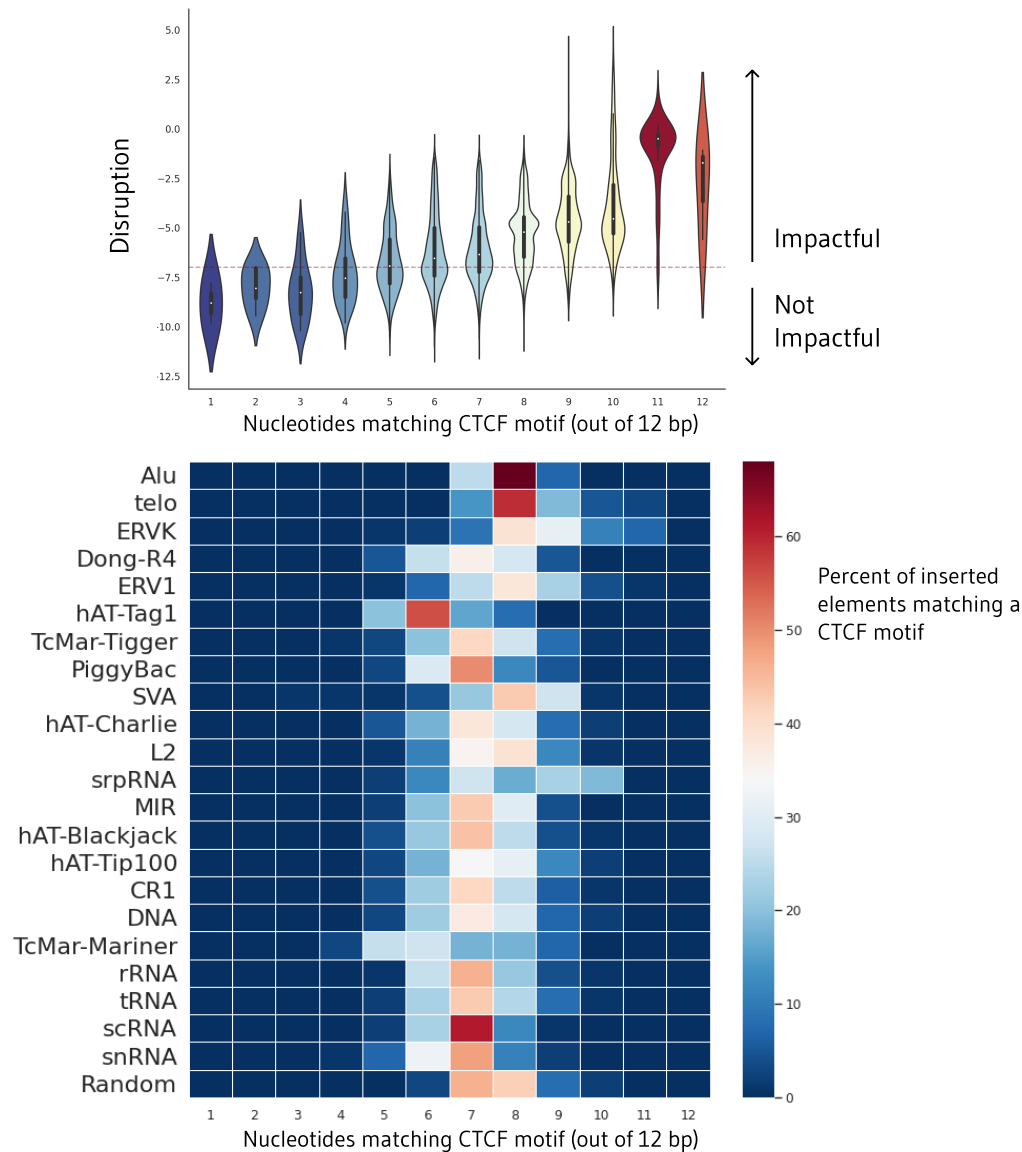 5.0
2.5
0.0
−2.5
−5.0
−7.5
−10.0
−12.5
Disruption
Impactful
Not
Impactful
1 2 3 4 5 6 7 8 9 10 11 12
Nucleotides matching CTCF motif (out of 12 bp)
Alu
telo
ERVK
Dong-R4
ERV1
hAT-Tag1
TcMar-Tigger
PiggyBac
SVA
hAT-Charlie
L2
srpRNA
MIR
hAT-Blackjack
hAT-Tip100
CR1
DNA
TcMar-Mariner
rRNA
tRNA
scRNA
snRNA
Random
1 2 3 4 5 6 7 8 9 10 11 12
Nucleotides matching CTCF motif (out of 12 bp)
60
50
40
30
20
10
0
Percent of inserted
elements matching a
CTCF motif